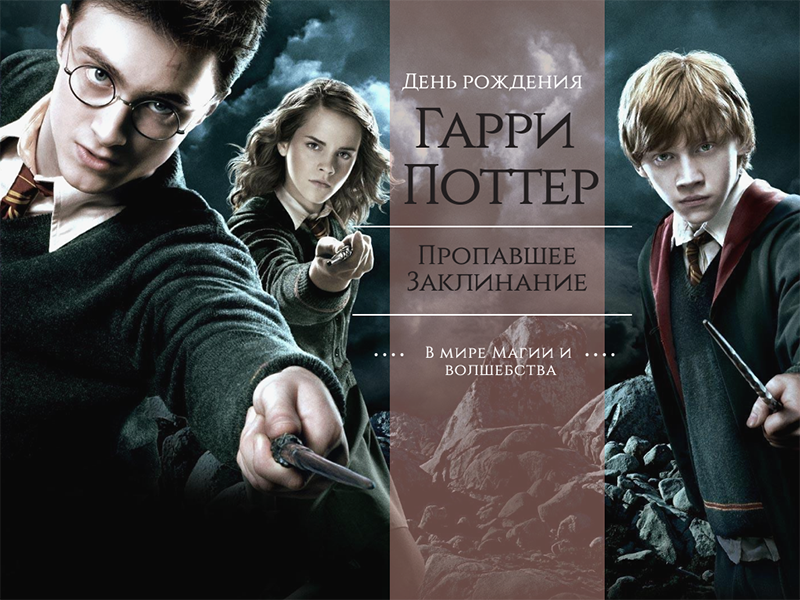 День рождения
Гарри
Поттер
Пропавшее
Заклинание
.... В мире Магии и ....
волшебства